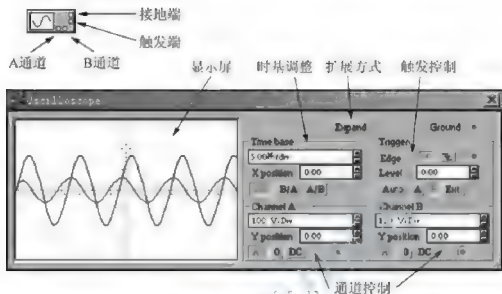 接地端
触发端
A通道 B通道
显示屏 时基调整 扩展方式 触发控制
Oscilloscope
Expand Ground
Time base Trigger
Edge
X position 0.00 Level 0.00
B/A A/B Auto A Ext
Channel A Channel B
Y position 0.00 Y position 0.00
0 DC 0 DC
通道控制